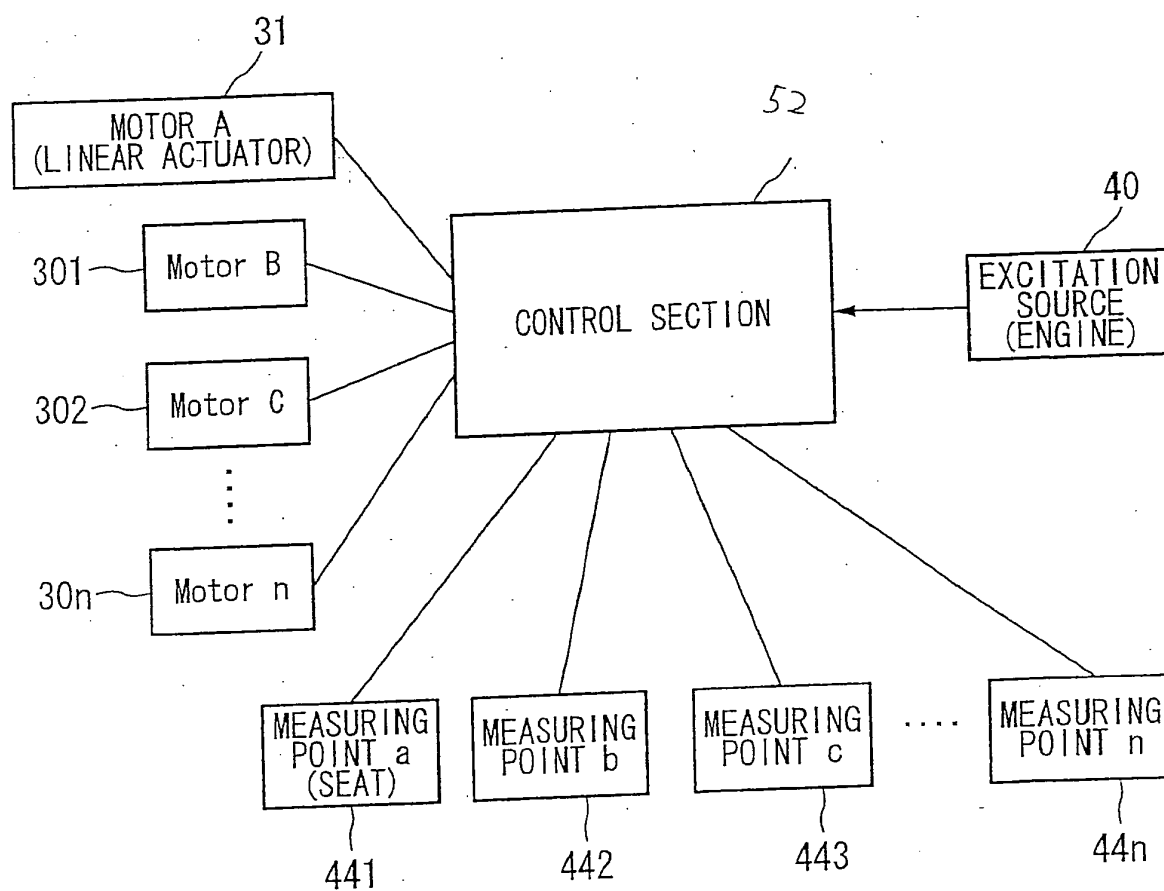 31
MOTOR A
(LINEAR ACTUATOR)
52
40
301
Motor B
CONTROL SECTION
EXCITATION
SOURCE
(ENGINE)
302
Motor C
30n
Motor n
MEASURING
POINT a
(SEAT)
MEASURING
POINT b
MEASURING
POINT c
....
MEASURING
POINT n
441
442
443
44n